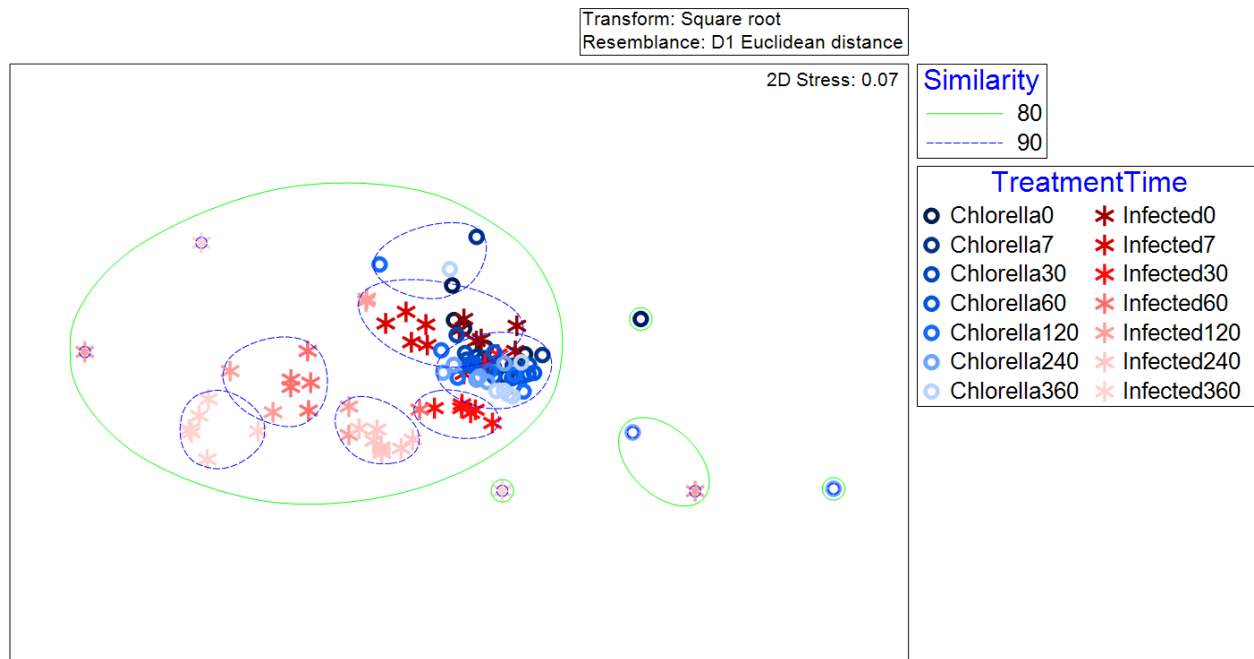 Transform: Square root
Resemblance: D1 Euclidean distance
2D Stress: 0.07
Similarity
80
90
TreatmentTime
Chlorella0 Infected0
Chlorella7 Infected7
Chlorella30 Infected30
Chlorella60 Infected60
Chlorella120 Infected120
Chlorella240 Infected240
Chlorella360 Infected360